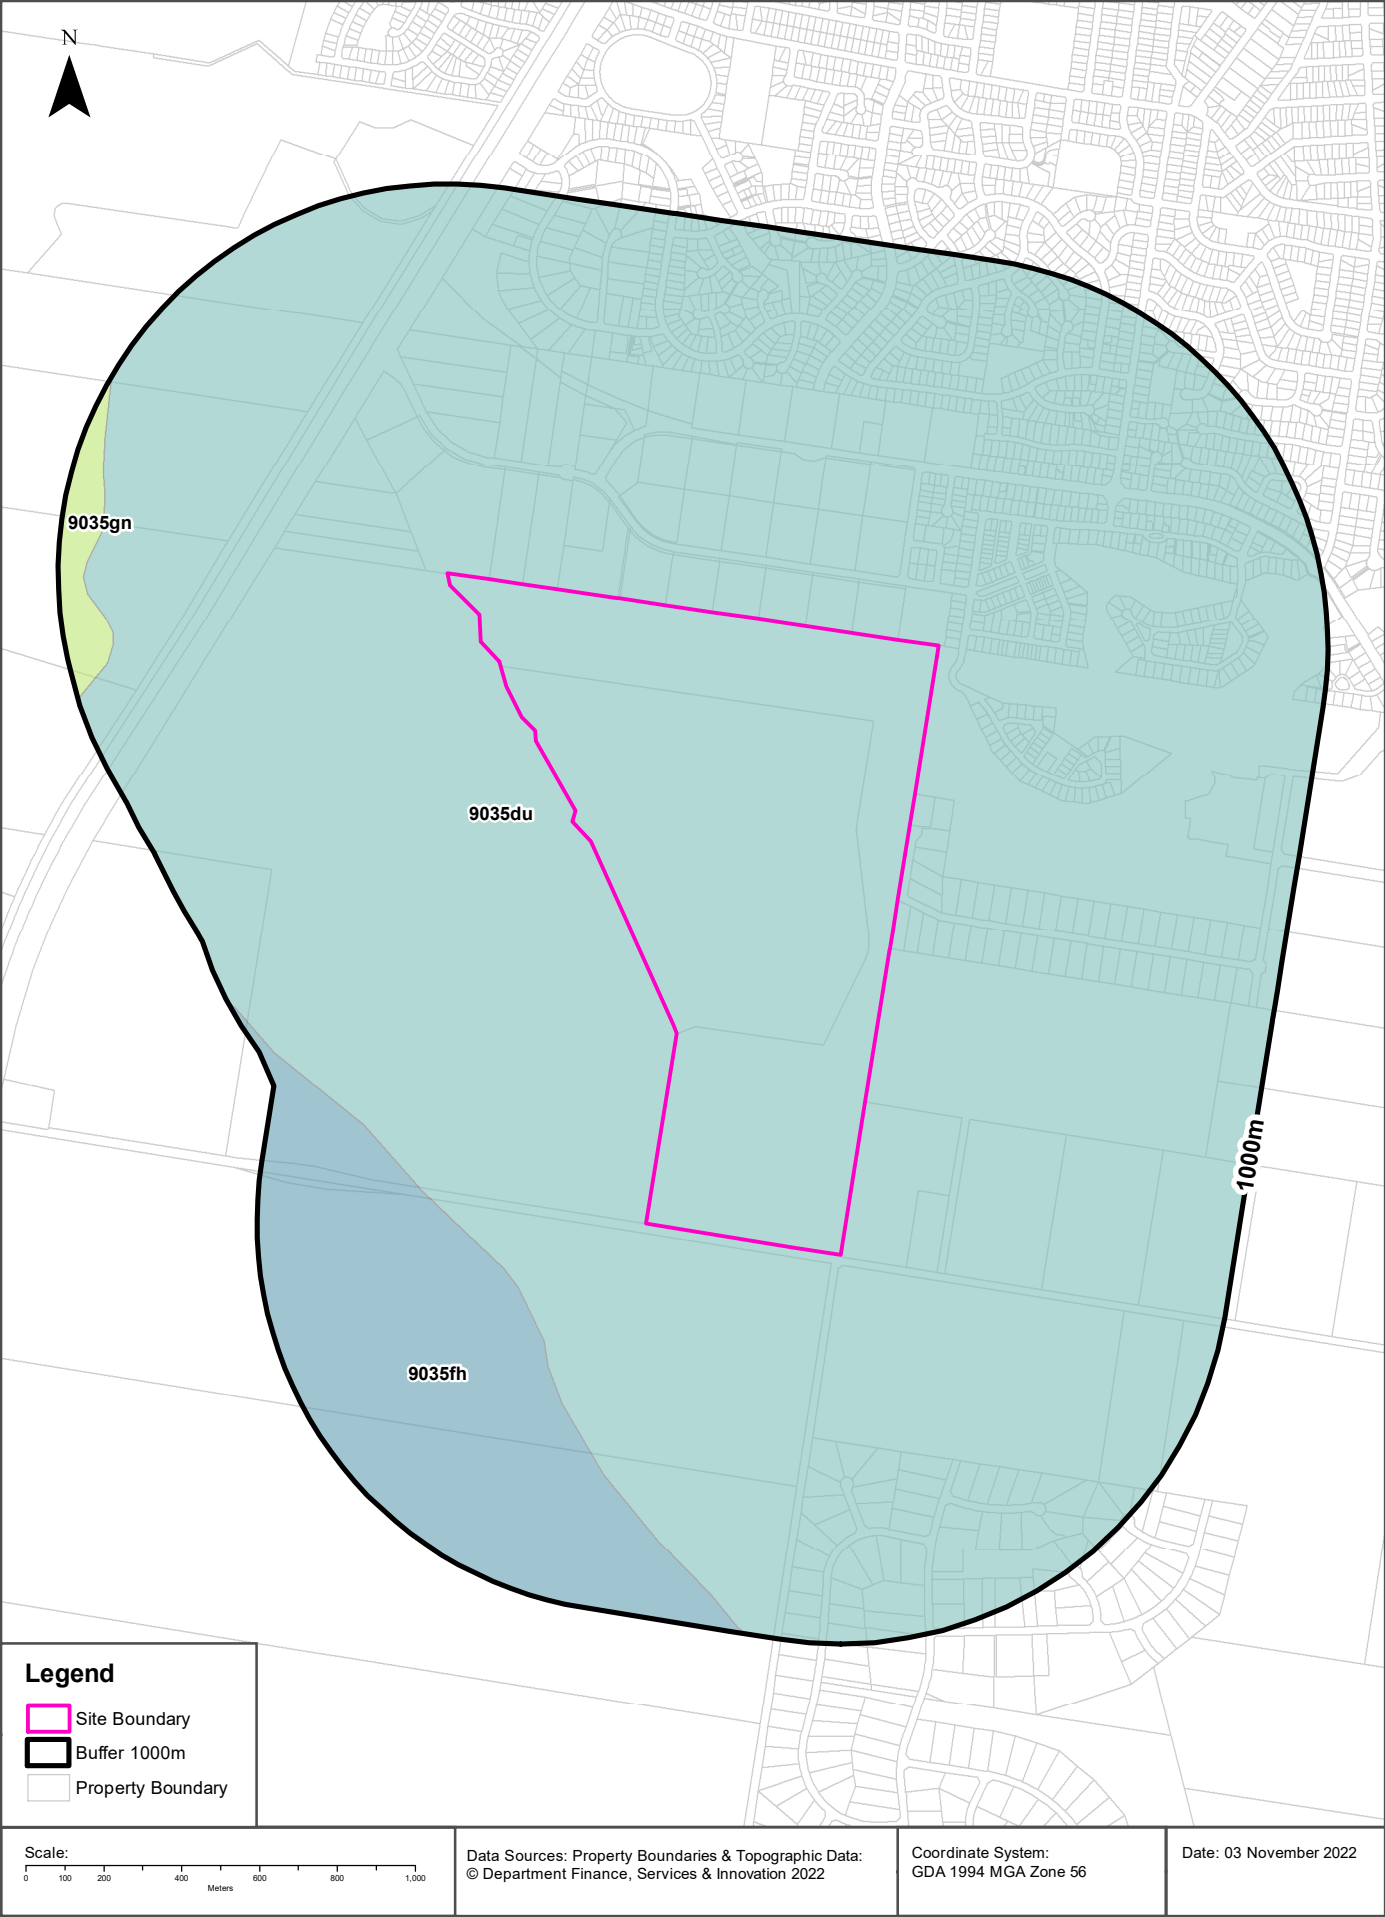 N
9035gn
9035du
1000m
9035fh
Legend
Site Boundary
Buffer 1000m
Property Boundary
Scale:
0 100 200 400 600 800 1,000
Meters
Data Sources: Property Boundaries & Topographic Data:
© Department Finance, Services & Innovation 2022
Coordinate System:
GDA 1994 MGA Zone 56
Date: 03 November 2022